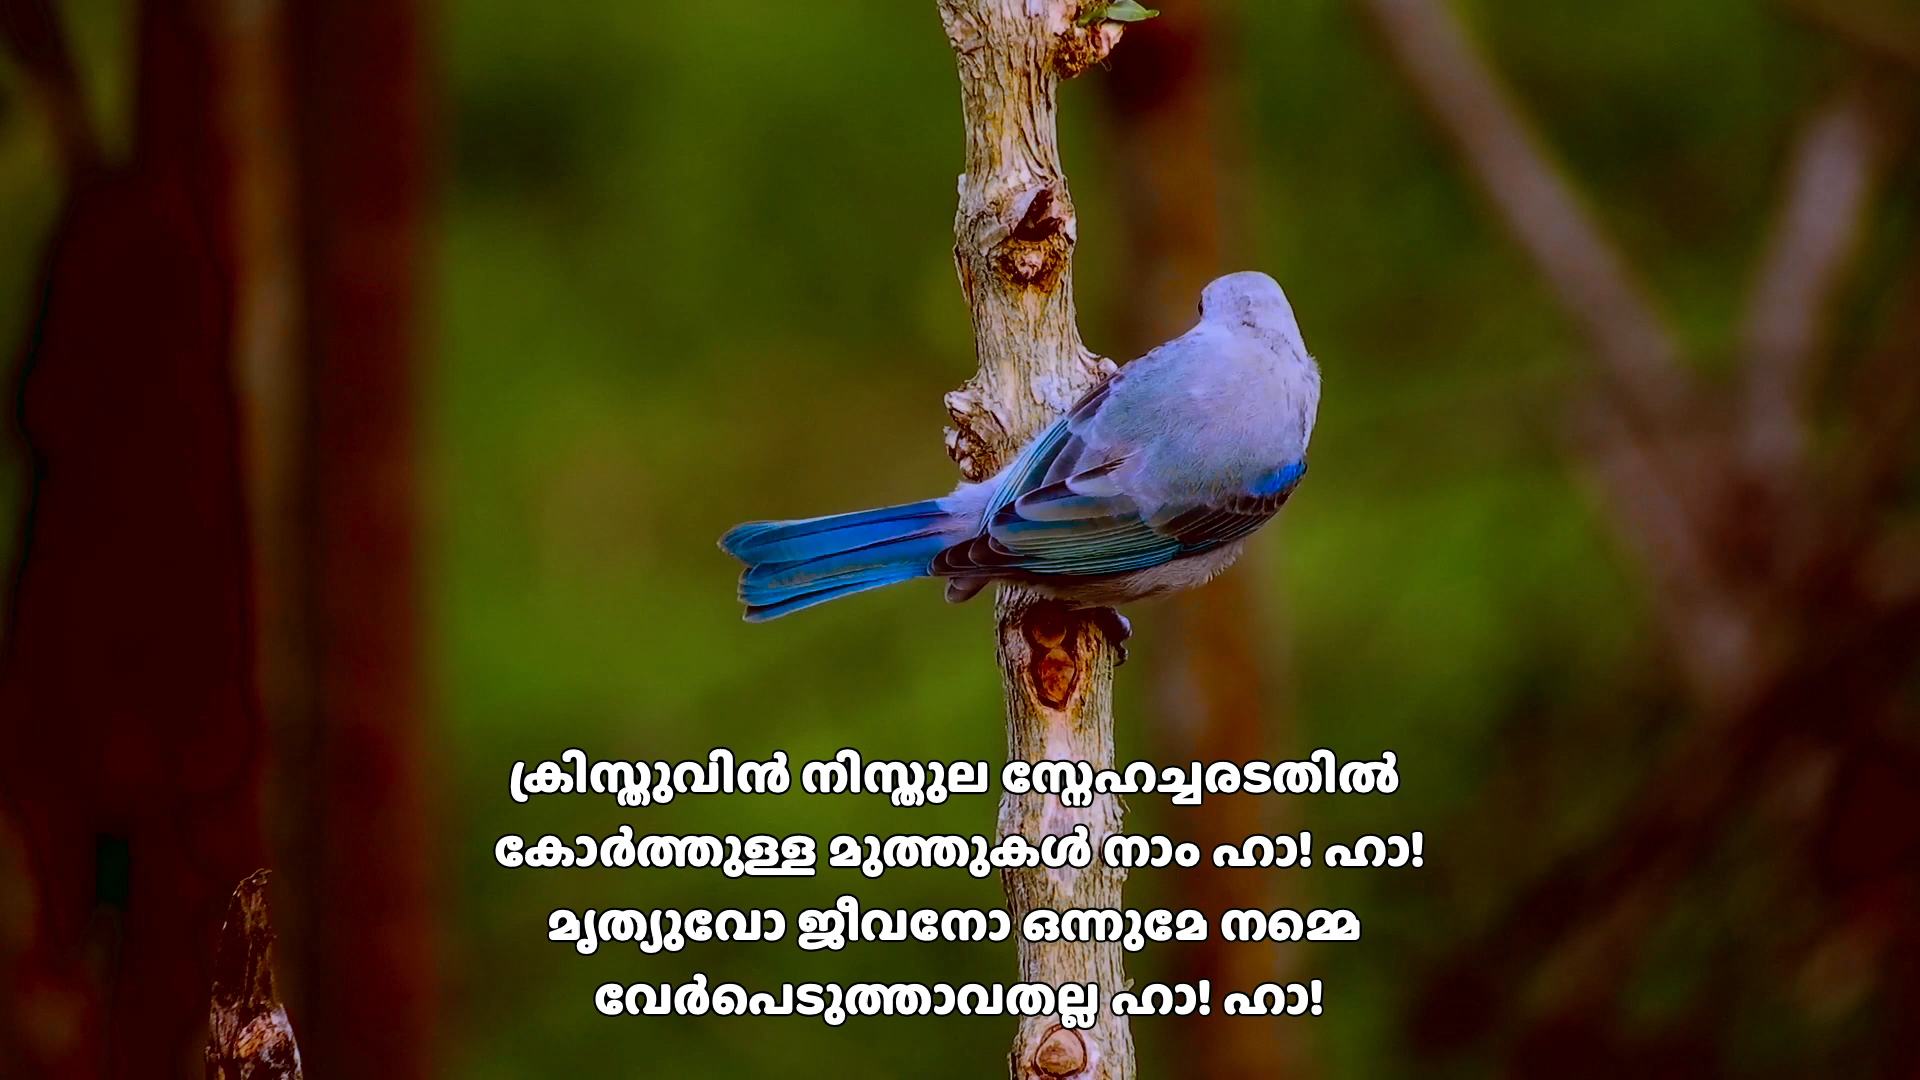 ക്രിസ്തുവിൻ നിസ്തുല സ്നേഹച്ചരടതിൽ
കോർത്തുള്ള മുത്തുകൾ നാം ഹാ! ഹാ!
മൃത്യുവോ ജീവനോ ഒന്നുമേ നമ്മെ
വേർപെടുത്താവതല്ല ഹാ! ഹാ!